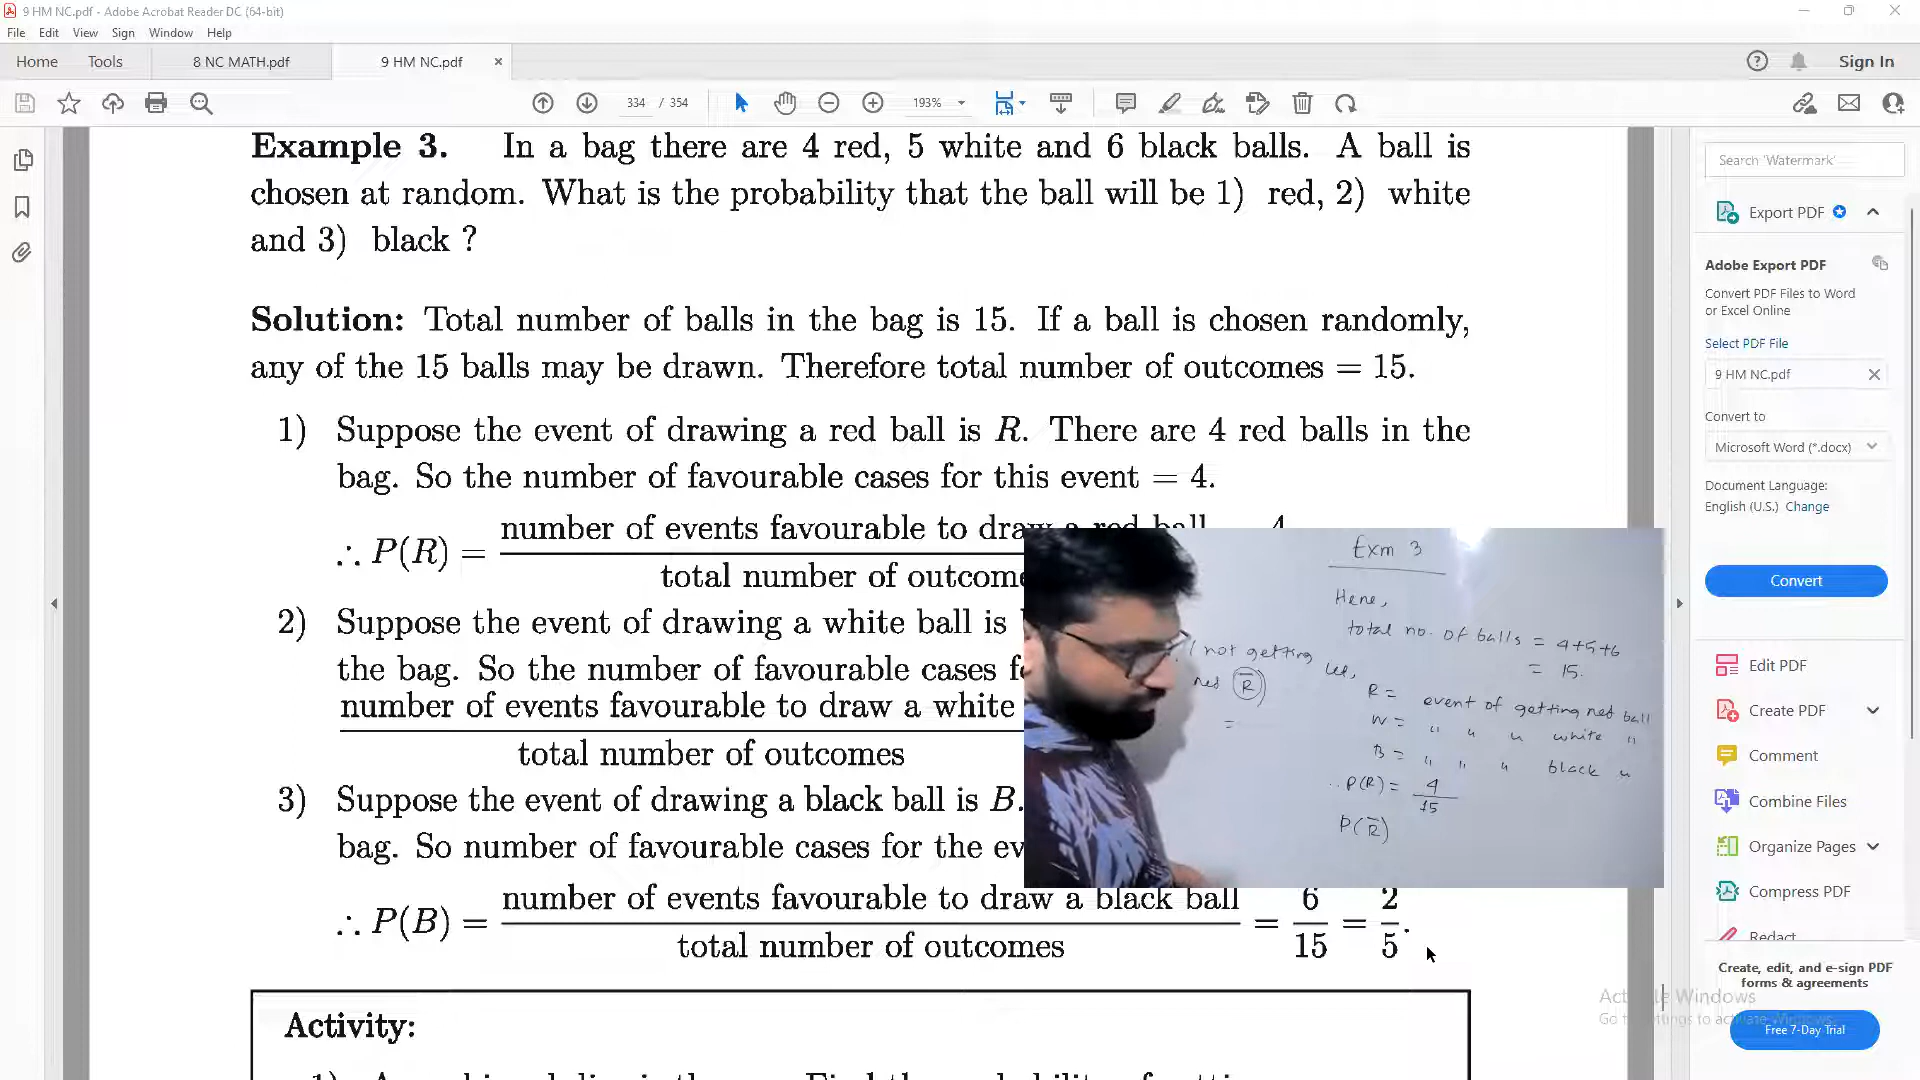 9 HM NC.pdf - Adobe Acrobat Reader DC (64-bit)
File Edit View Sign Window Help
Home Tools 8 NC MATH.pdf 9 HM NC.pdf × Sign In
334 / 354 193%
Example 3. In a bag there are 4 red, 5 white and 6 black balls. A ball is
chosen at random. What is the probability that the ball will be 1) red, 2) white
and 3) black ?
Solution: Total number of balls in the bag is 15. If a ball is chosen randomly,
any of the 15 balls may be drawn. Therefore total number of outcomes = 15.
1) Suppose the event of drawing a red ball is R. There are 4 red balls in the
bag. So the number of favourable cases for this event = 4.
∴ P(R) = number of events favourable to draw a red ball 4
total number of outcome
2) Suppose the event of drawing a white ball is
the bag. So the number of favourable cases f
number of events favourable to draw a white
total number of outcomes
3) Suppose the event of drawing a black ball is B.
bag. So number of favourable cases for the ev
∴ P(B) = number of events favourable to draw a black ball / total number of outcomes = 6/15 = 2/5.
Activity:
Exm 3
Here,
total no. of balls = 4+5+6
= 15.
Let,
R = event of getting red ball
W = " " " white "
B = " " " black "
∴ P(R) = 4/15
P(R̅)
not getting
red R̅
=
Search 'Watermark'
Export PDF
Adobe Export PDF
Convert PDF Files to Word
or Excel Online
Select PDF File
9 HM NC.pdf
Convert to
Microsoft Word (*.docx)
Document Language:
English (U.S.) Change
Convert
Edit PDF
Create PDF
Comment
Combine Files
Organize Pages
Compress PDF
Redact
Create, edit, and e-sign PDF
forms & agreements
Free 7-Day Trial
Activate Windows
Go to Settings to activate Windows.